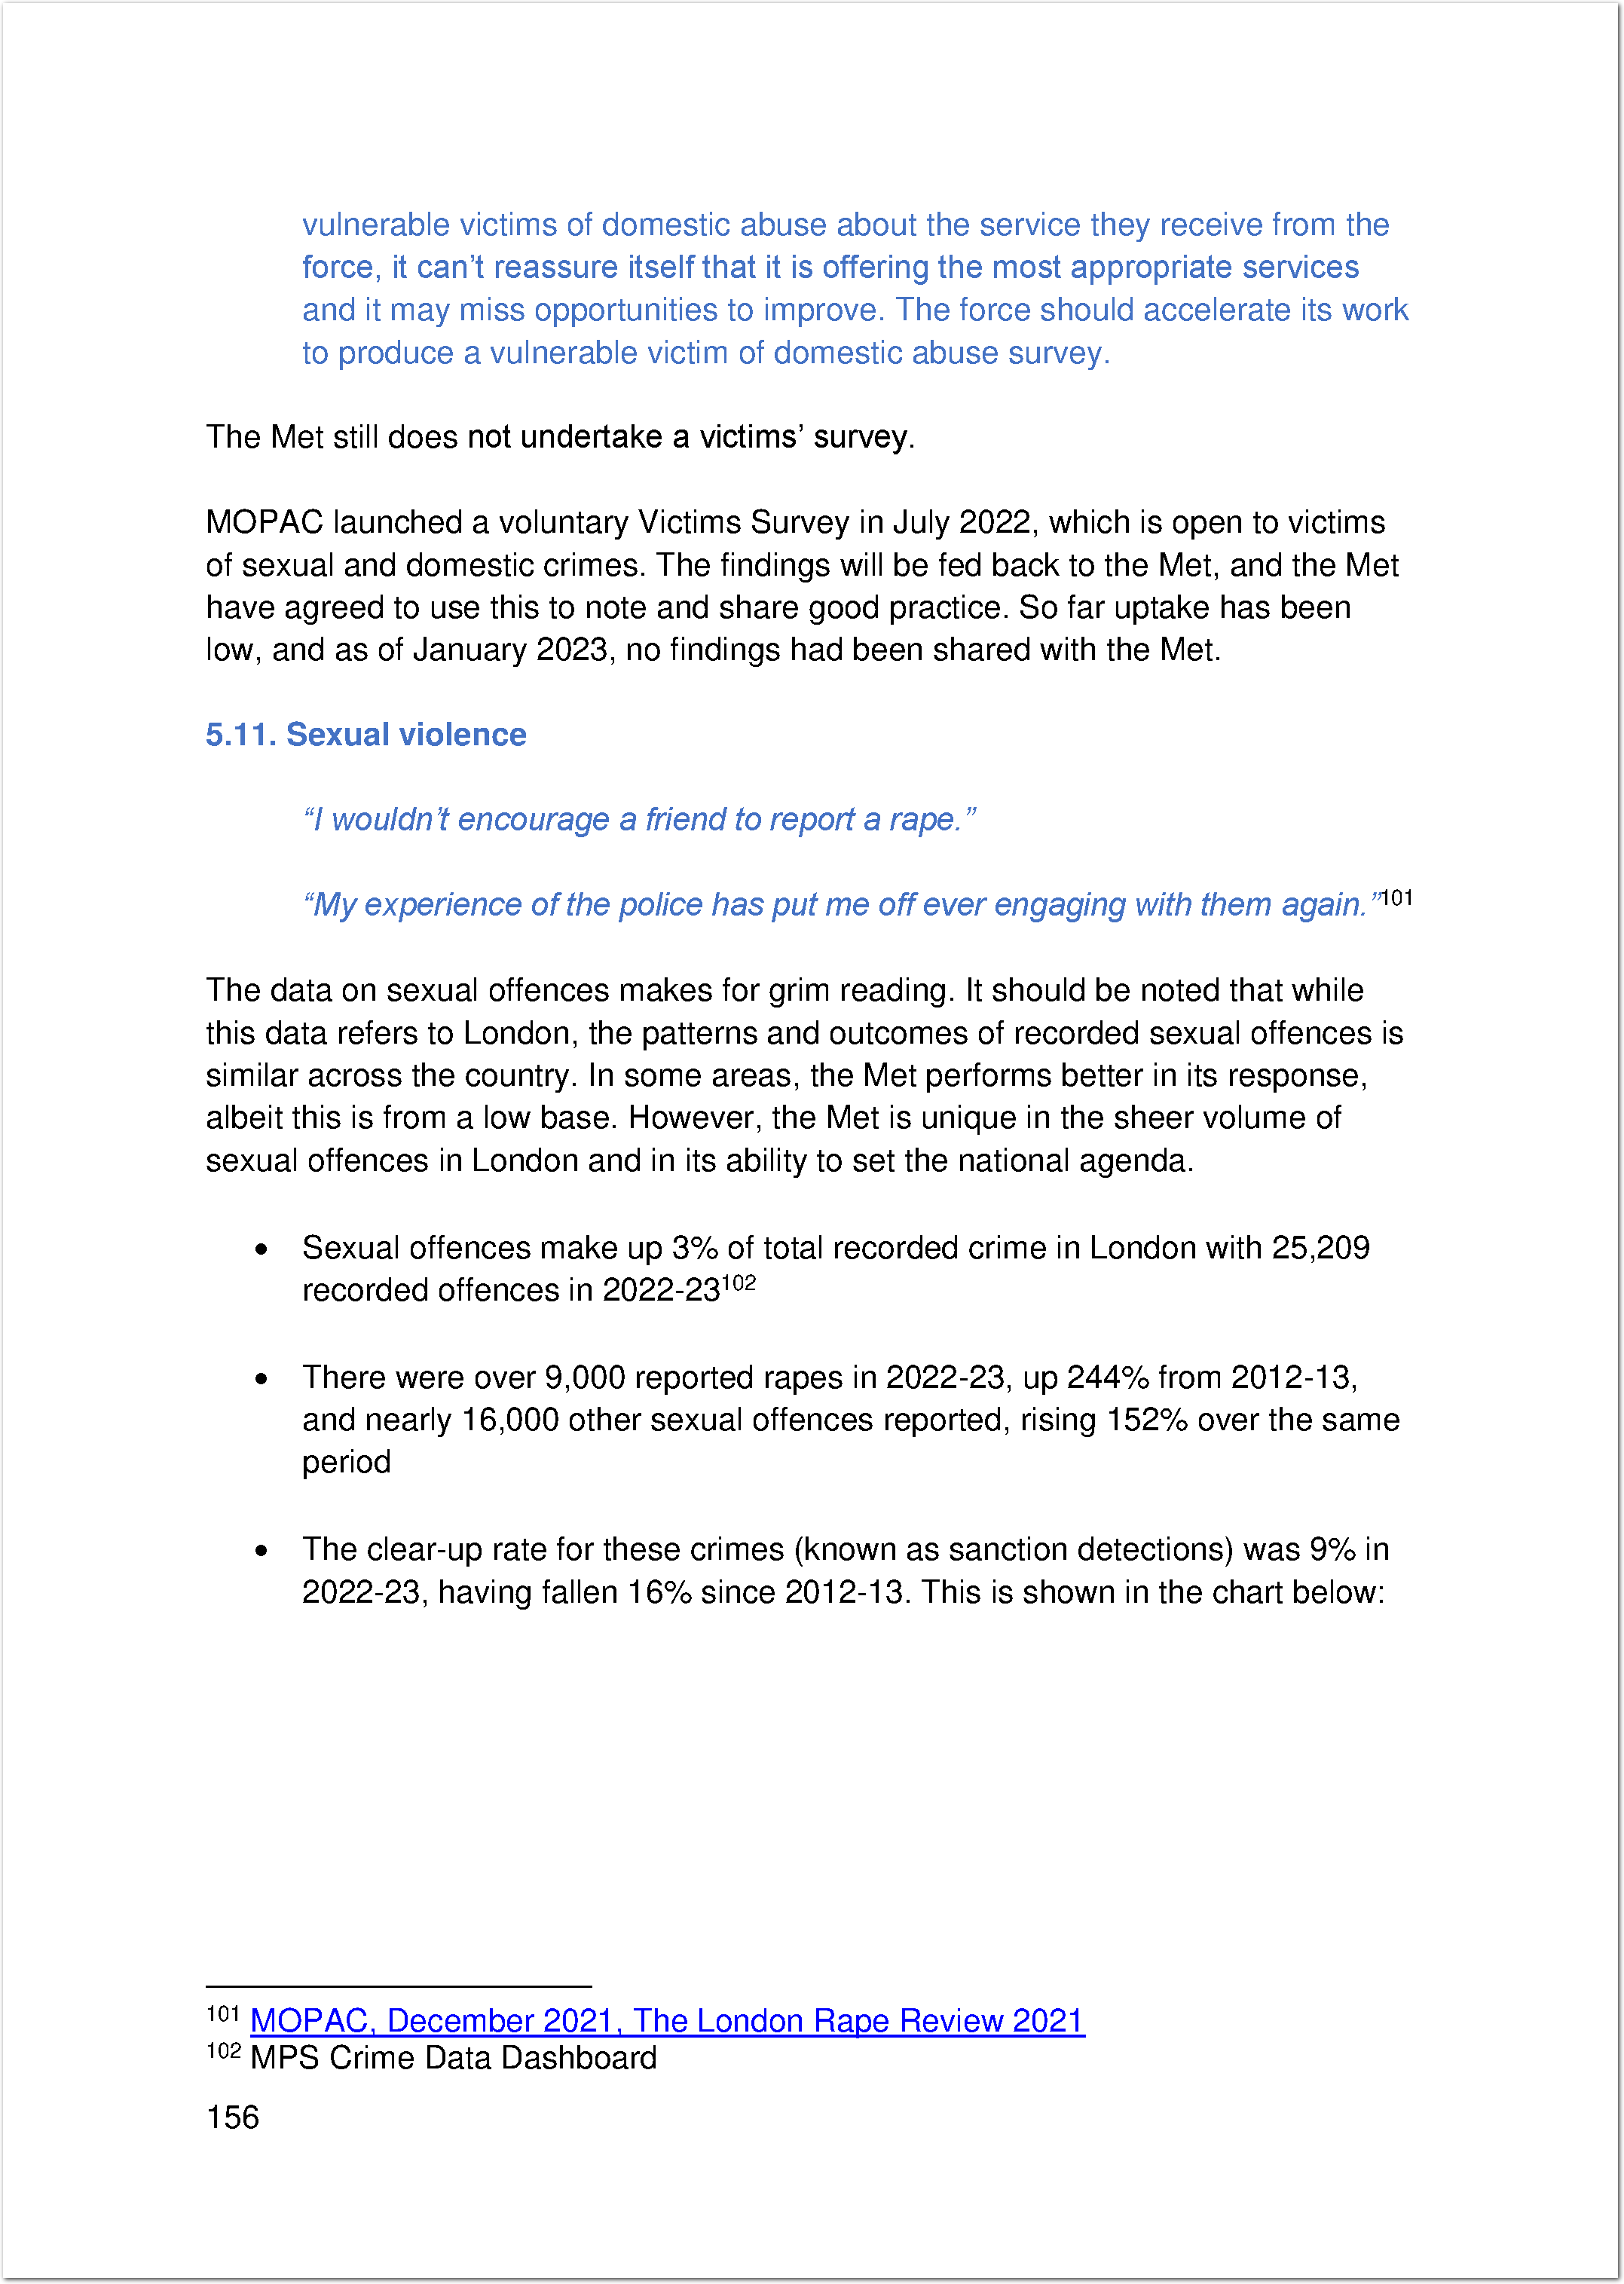 vulnerable victims of domestic abuse about the service they receive from the
force, it can’t reassure itself that it is offering the most appropriate services
and it may miss opportunities to improve. The force should accelerate its work
to produce a vulnerable victim of domestic abuse survey.
The Met still does not undertake a victims’ survey.
MOPAC launched a voluntary Victims Survey in July 2022, which is open to victims
of sexual and domestic crimes. The findings will be fed back to the Met, and the Met
have agreed to use this to note and share good practice. So far uptake has been
low, and as of January 2023, no findings had been shared with the Met.
5.11. Sexual violence
“I wouldn’t encourage a friend to report a rape.”
“My experience of the police has put me off ever engaging with them again.”101
The data on sexual offences makes for grim reading. It should be noted that while
this data refers to London, the patterns and outcomes of recorded sexual offences is
similar across the country. In some areas, the Met performs better in its response,
albeit this is from a low base. However, the Met is unique in the sheer volume of
sexual offences in London and in its ability to set the national agenda.
• Sexual offences make up 3% of total recorded crime in London with 25,209
recorded offences in 2022-23102
• There were over 9,000 reported rapes in 2022-23, up 244% from 2012-13,
and nearly 16,000 other sexual offences reported, rising 152% over the same
period
• The clear-up rate for these crimes (known as sanction detections) was 9% in
2022-23, having fallen 16% since 2012-13. This is shown in the chart below:
101 MOPAC, December 2021, The London Rape Review 2021
102 MPS Crime Data Dashboard
156